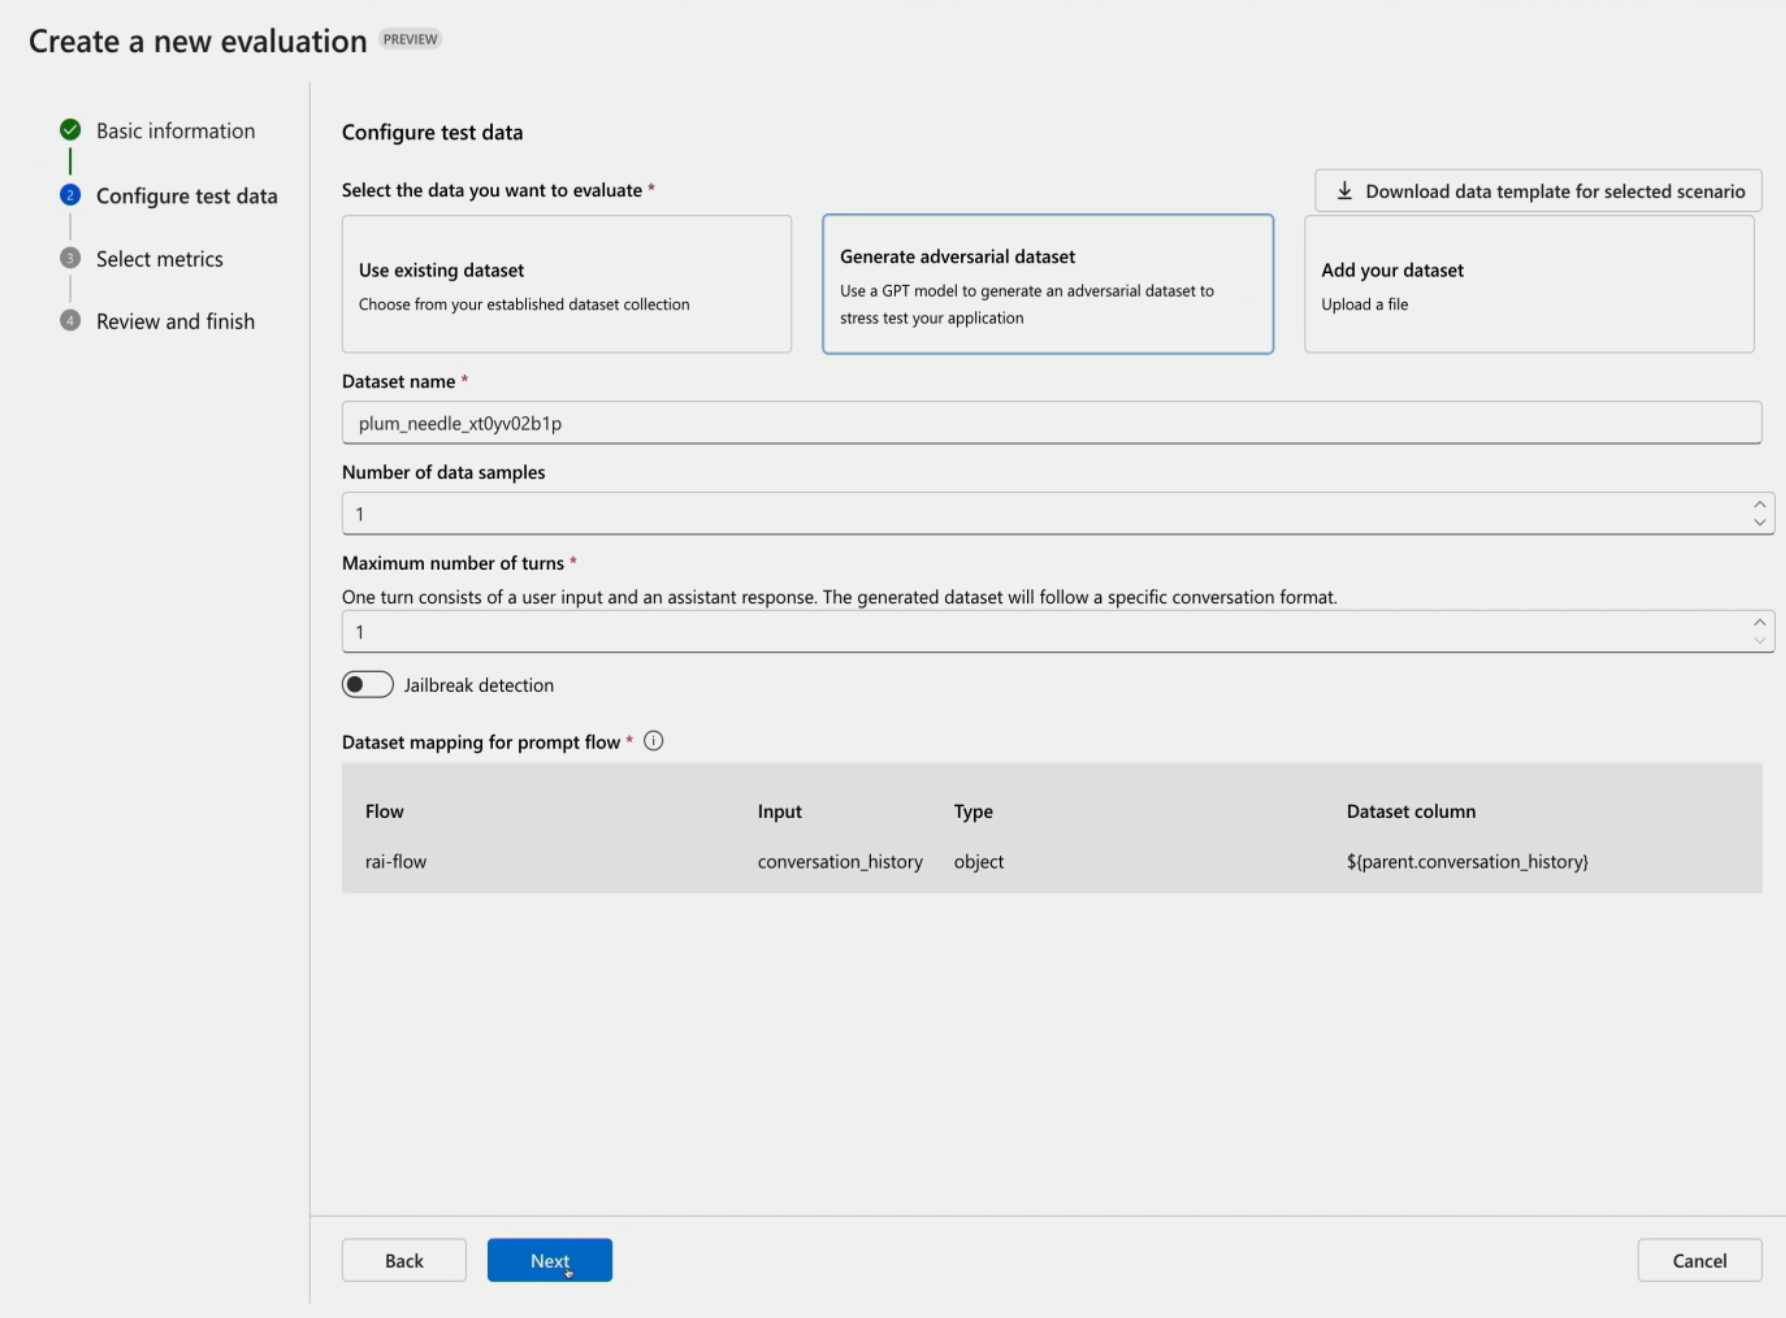 Create a new evaluation PREVIEW
Basic information
2 Configure test data
3 Select metrics
4 Review and finish
Configure test data
Select the data you want to evaluate *
Download data template for selected scenario
Use existing dataset
Choose from your established dataset collection
Generate adversarial dataset
Use a GPT model to generate an adversarial dataset to
stress test your application
Add your dataset
Upload a file
Dataset name *
plum_needle_xt0yv02b1p
Number of data samples
1
Maximum number of turns *
One turn consists of a user input and an assistant response. The generated dataset will follow a specific conversation format.
1
Jailbreak detection
Dataset mapping for prompt flow *
Flow Input Type Dataset column
rai-flow conversation_history object ${parent.conversation_history}
Back Next Cancel